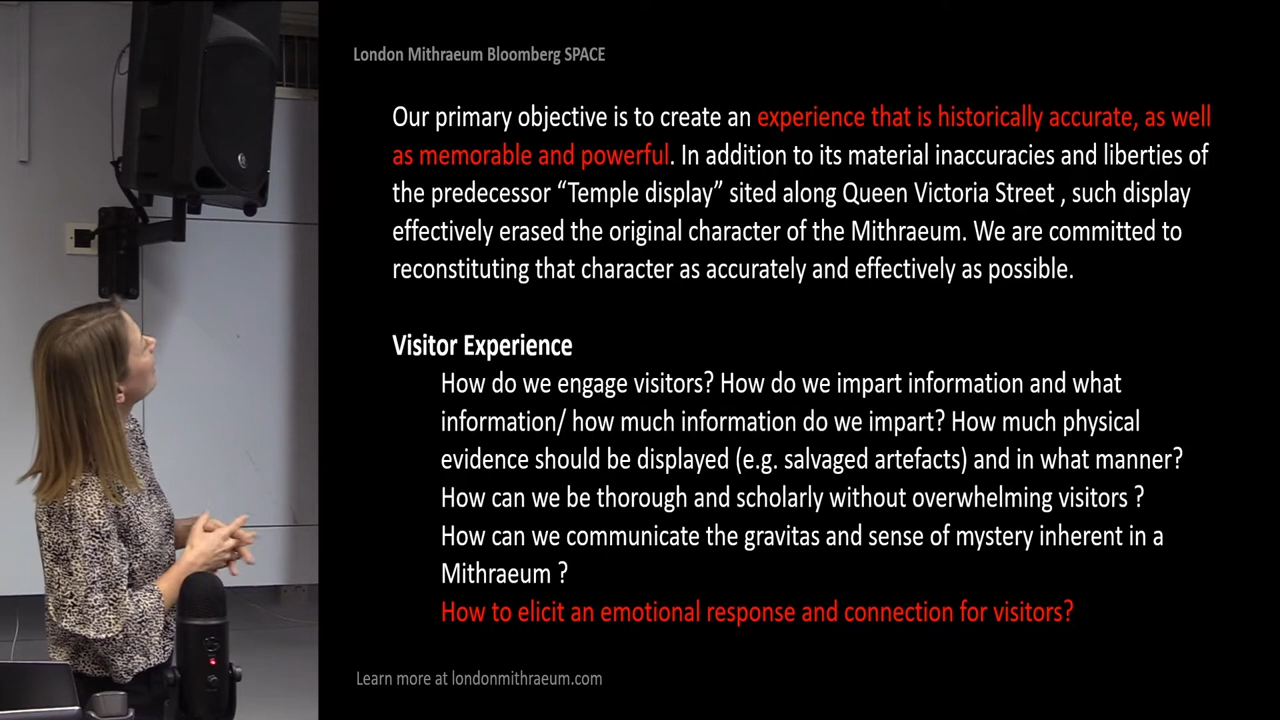 London Mithraeum Bloomberg SPACE
Our primary objective is to create an experience that is historically accurate, as well
as memorable and powerful. In addition to its material inaccuracies and liberties of
the predecessor “Temple display” sited along Queen Victoria Street , such display
effectively erased the original character of the Mithraeum. We are committed to
reconstituting that character as accurately and effectively as possible.
Visitor Experience
How do we engage visitors? How do we impart information and what
information/ how much information do we impart? How much physical
evidence should be displayed (e.g. salvaged artefacts) and in what manner?
How can we be thorough and scholarly without overwhelming visitors ?
How can we communicate the gravitas and sense of mystery inherent in a
Mithraeum ?
How to elicit an emotional response and connection for visitors?
Learn more at londonmithraeum.com